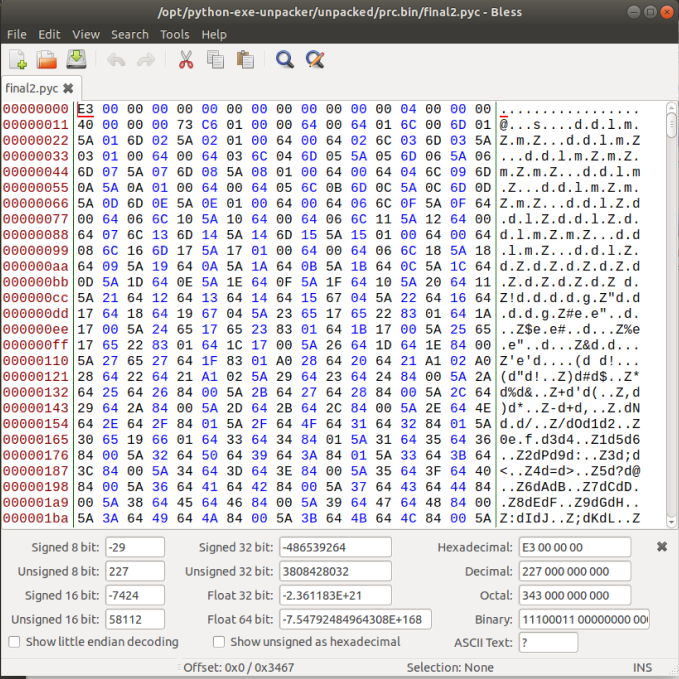 /opt/python-exe-unpacker/unpacked/prc.bin/final2.pyc - Bless
File Edit View Search Tools Help
final2.pyc
00000000 E3 00 00 00 00 00 00 00 00 00 00 00 00 04 00 00 00 .................
00000011 40 00 00 00 73 C6 01 00 00 64 00 64 01 6C 00 6D 01 @...s....d.d.l.m.
00000022 5A 01 6D 02 5A 02 01 00 64 00 64 02 6C 03 6D 03 5A Z.m.Z...d.d.l.m.Z
00000033 03 01 00 64 00 64 03 6C 04 6D 05 5A 05 6D 06 5A 06 ...d.d.l.m.Z.m.Z.
00000044 6D 07 5A 07 6D 08 5A 08 01 00 64 00 64 04 6C 09 6D m.Z.m.Z...d.d.l.m
00000055 0A 5A 0A 01 00 64 00 64 05 6C 0B 6D 0C 5A 0C 6D 0D .Z...d.d.l.m.Z.m.
00000066 5A 0D 6D 0E 5A 0E 01 00 64 00 64 06 6C 0F 5A 0F 64 Z.m.Z...d.d.l.Z.d
00000077 00 64 06 6C 10 5A 10 64 00 64 06 6C 11 5A 12 64 00 .d.l.Z.d.d.l.Z.d.
00000088 64 07 6C 13 6D 14 5A 14 6D 15 5A 15 01 00 64 00 64 d.l.m.Z.m.Z...d.d
00000099 08 6C 16 6D 17 5A 17 01 00 64 00 64 06 6C 18 5A 18 .l.m.Z...d.d.l.Z.
000000aa 64 09 5A 19 64 0A 5A 1A 64 0B 5A 1B 64 0C 5A 1C 64 d.Z.d.Z.d.Z.d.Z.d
000000bb 0D 5A 1D 64 0E 5A 1E 64 0F 5A 1F 64 10 5A 20 64 11 .Z.d.Z.d.Z.d.Z d.
000000cc 5A 21 64 12 64 13 64 14 64 15 67 04 5A 22 64 16 64 Z!d.d.d.d.g.Z"d.d
000000dd 17 64 18 64 19 67 04 5A 23 65 17 65 22 83 01 64 1A .d.d.g.Z#e.e"..d.
000000ee 17 00 5A 24 65 17 65 23 83 01 64 1B 17 00 5A 25 65 ..Z$e.e#..d...Z%e
000000ff 17 65 22 83 01 64 1C 17 00 5A 26 64 1D 64 1E 84 00 .e"..d...Z&d.d...
00000110 5A 27 65 27 64 1F 83 01 A0 28 64 20 64 21 A1 02 A0 Z'e'd....(d d!...
00000121 28 64 22 64 21 A1 02 5A 29 64 23 64 24 84 00 5A 2A (d"d!..Z)d#d$..Z*
00000132 64 25 64 26 84 00 5A 2B 64 27 64 28 84 00 5A 2C 64 d%d&..Z+d'd(..Z,d
00000143 29 64 2A 84 00 5A 2D 64 2B 64 2C 84 00 5A 2E 64 4E )d*..Z-d+d,..Z.dN
00000154 64 2E 64 2F 84 01 5A 2F 64 4F 64 31 64 32 84 01 5A d.d/..Z/dOd1d2..Z
00000165 30 65 19 66 01 64 33 64 34 84 01 5A 31 64 35 64 36 0e.f.d3d4..Z1d5d6
00000176 84 00 5A 32 64 50 64 39 64 3A 84 01 5A 33 64 3B 64 ..Z2dPd9d:..Z3d;d
00000187 3C 84 00 5A 34 64 3D 64 3E 84 00 5A 35 64 3F 64 40 <..Z4d=d>..Z5d?d@
00000198 84 00 5A 36 64 41 64 42 84 00 5A 37 64 43 64 44 84 ..Z6dAdB..Z7dCdD.
000001a9 00 5A 38 64 45 64 46 84 00 5A 39 64 47 64 48 84 00 .Z8dEdF..Z9dGdH..
000001ba 5A 3A 64 49 64 4A 84 00 5A 3B 64 4B 64 4C 84 00 5A Z:dIdJ..Z;dKdL..Z
Signed 8 bit: -29 Signed 32 bit: -486539264 Hexadecimal: E3 00 00 00
Unsigned 8 bit: 227 Unsigned 32 bit: 3808428032 Decimal: 227 000 000 000
Signed 16 bit: -7424 Float 32 bit: -2.361183E+21 Octal: 343 000 000 000
Unsigned 16 bit: 58112 Float 64 bit: -7.54792484964308E+168 Binary: 11100011 00000000 000
Show little endian decoding Show unsigned as hexadecimal ASCII Text: ?
Offset: 0x0 / 0x3467 Selection: None INS